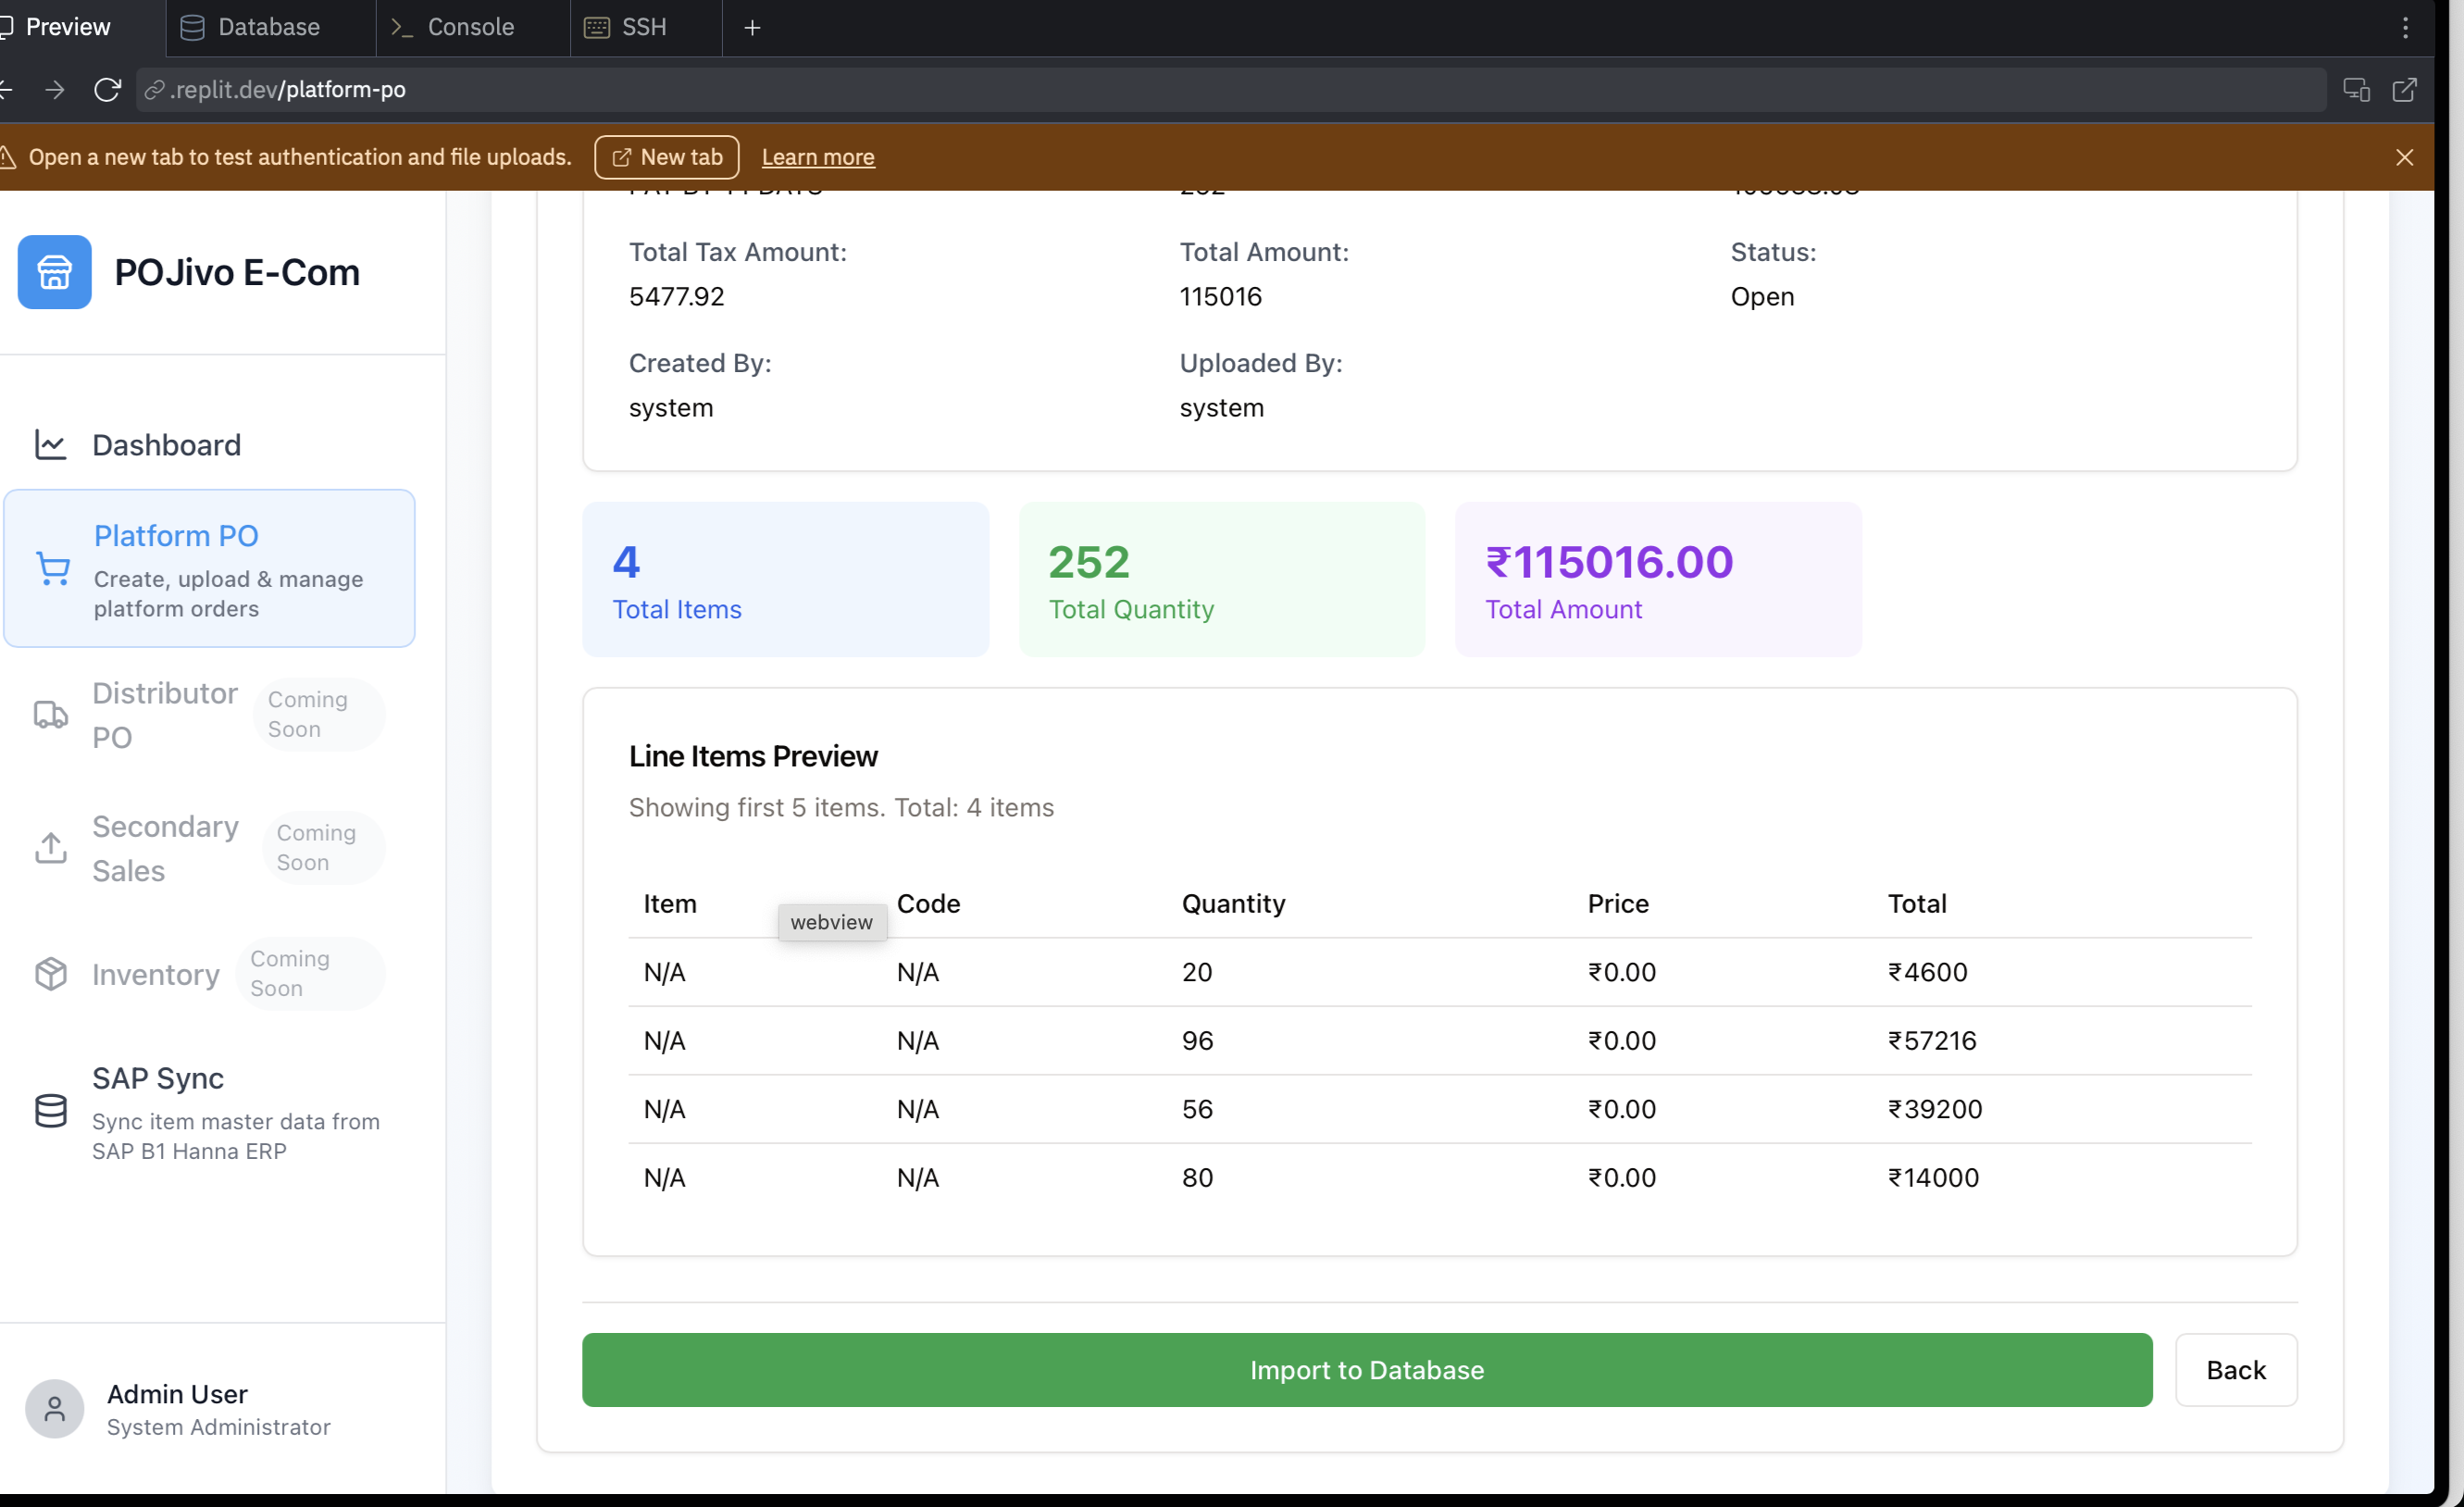 Preview
Database
Console
SSH
.replit.dev/platform-po
Open a new tab to test authentication and file uploads.
New tab
Learn more
POJivo E-Com
Dashboard
Platform PO
Create, upload & manage
platform orders
Distributor
PO
Coming
Soon
Secondary
Sales
Coming
Soon
Inventory
Coming
Soon
SAP Sync
Sync item master data from
SAP B1 Hanna ERP
Admin User
System Administrator
252
Total Tax Amount:
5477.92
Total Amount:
115016
Status:
Open
Created By:
system
Uploaded By:
system
4
Total Items
252
Total Quantity
₹115016.00
Total Amount
Line Items Preview
Showing first 5 items. Total: 4 items
Item Code Quantity Price Total
webview
N/A N/A 20 ₹0.00 ₹4600
N/A N/A 96 ₹0.00 ₹57216
N/A N/A 56 ₹0.00 ₹39200
N/A N/A 80 ₹0.00 ₹14000
Import to Database
Back